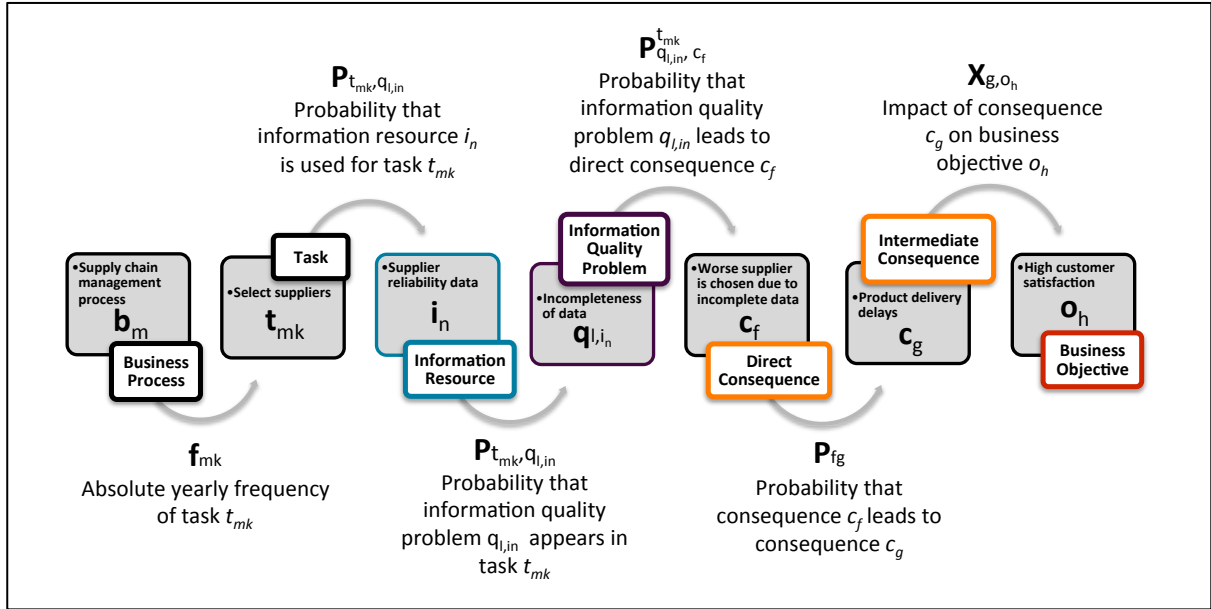 P t_mk,q_l,in
Probability that
information resource i_n
is used for task t_mk
P^t_mk q_l,in, c_f
Probability that
information quality
problem q_l,in leads to
direct consequence c_f
X g,o_h
Impact of consequence
c_g on business
objective o_h
•Supply chain
management
process
b_m
Business
Process
Task
•Select suppliers
t_mk
•Supplier
reliability data
i_n
Information
Resource
Information
Quality
Problem
•Incompleteness
of data
q_l,i_n
•Worse supplier
is chosen due to
incomplete data
c_f
Direct
Consequence
Intermediate
Consequence
•Product delivery
delays
c_g
•High customer
satisfaction
o_h
Business
Objective
f_mk
Absolute yearly frequency
of task t_mk
P t_mk,q_l,in
Probability that
information quality
problem q_l,in appears in
task t_mk
P_fg
Probability that
consequence c_f leads to
consequence c_g